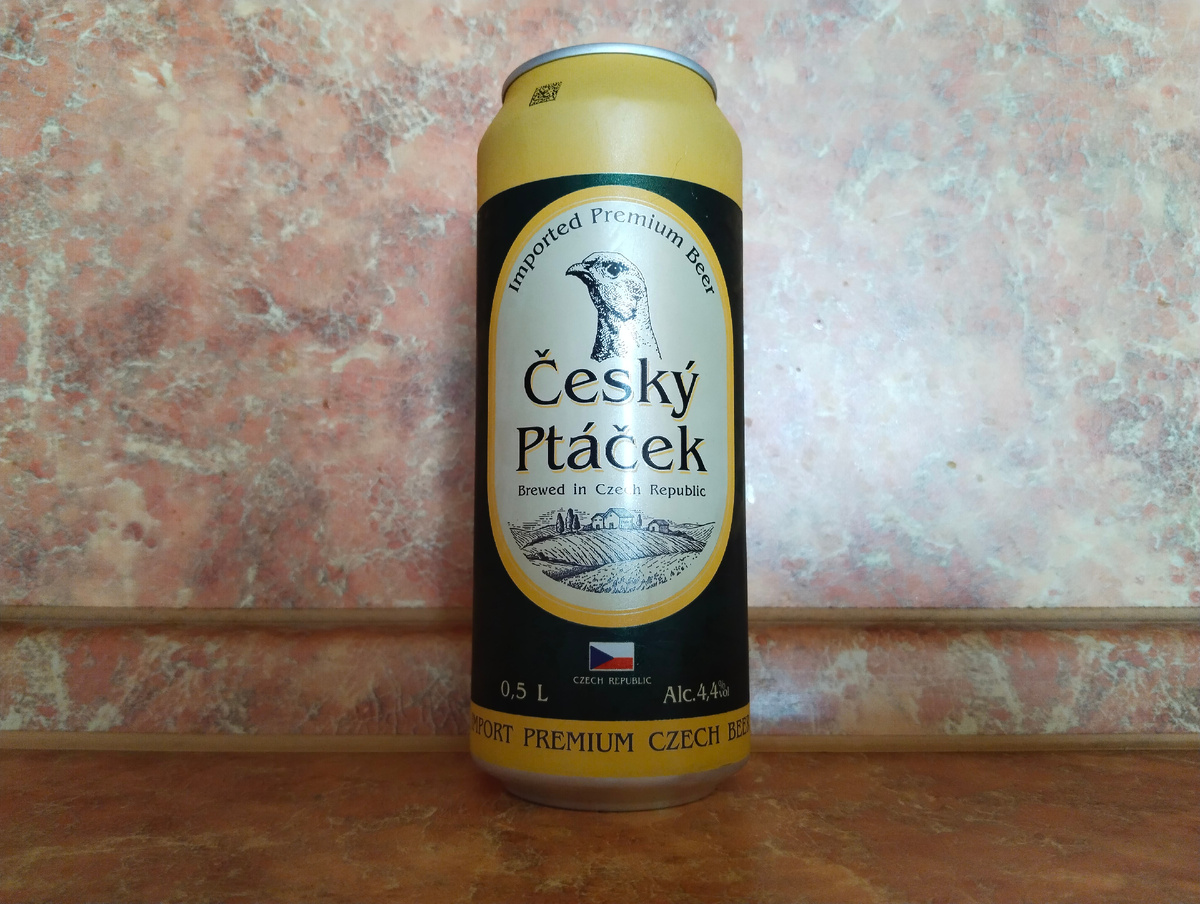 Imported Premium Beer
Český
Ptáček
Brewed in Czech Republic
CZECH REPUBLIC
0,5 L
Alc.4,4%vol
IMPORT PREMIUM CZECH BEER